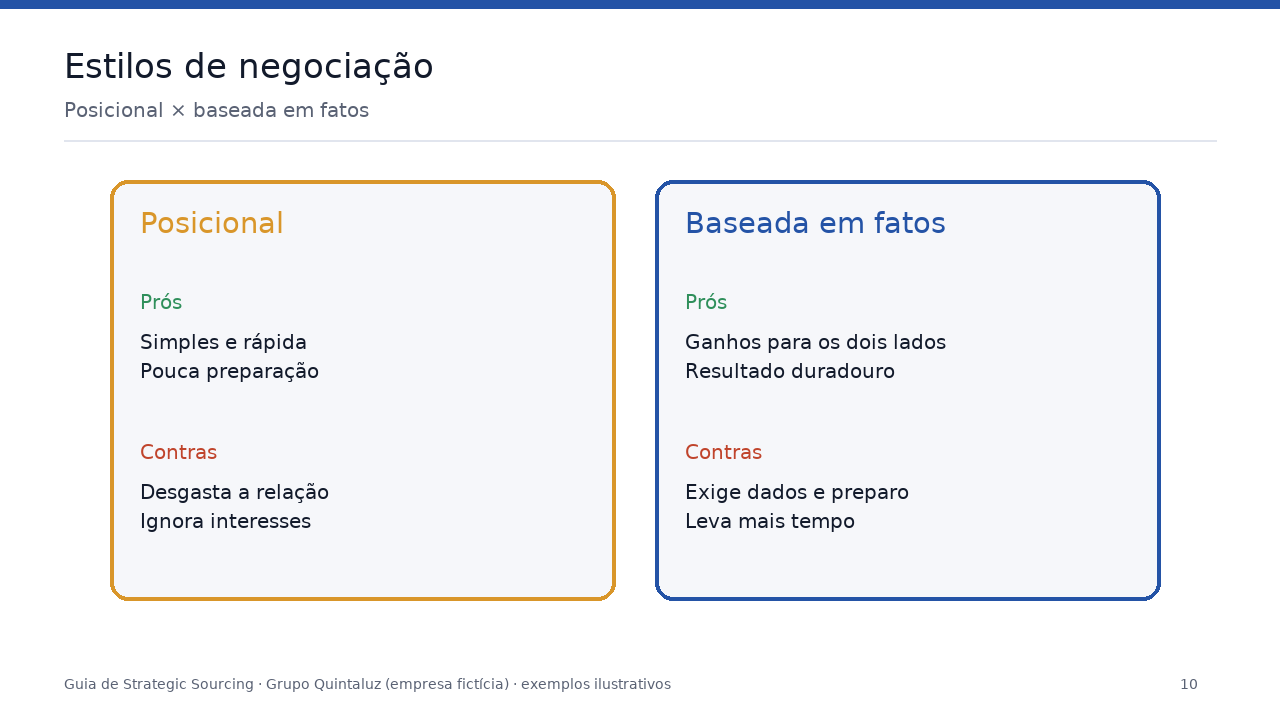 Estilos de negociação
Posicional × baseada em fatos
Posicional
Prós
Simples e rápida
Pouca preparação
Contras
Desgasta a relação
Ignora interesses
Baseada em fatos
Prós
Ganhos para os dois lados
Resultado duradouro
Contras
Exige dados e preparo
Leva mais tempo
Guia de Strategic Sourcing · Grupo Quintaluz (empresa fictícia) · exemplos ilustrativos
10